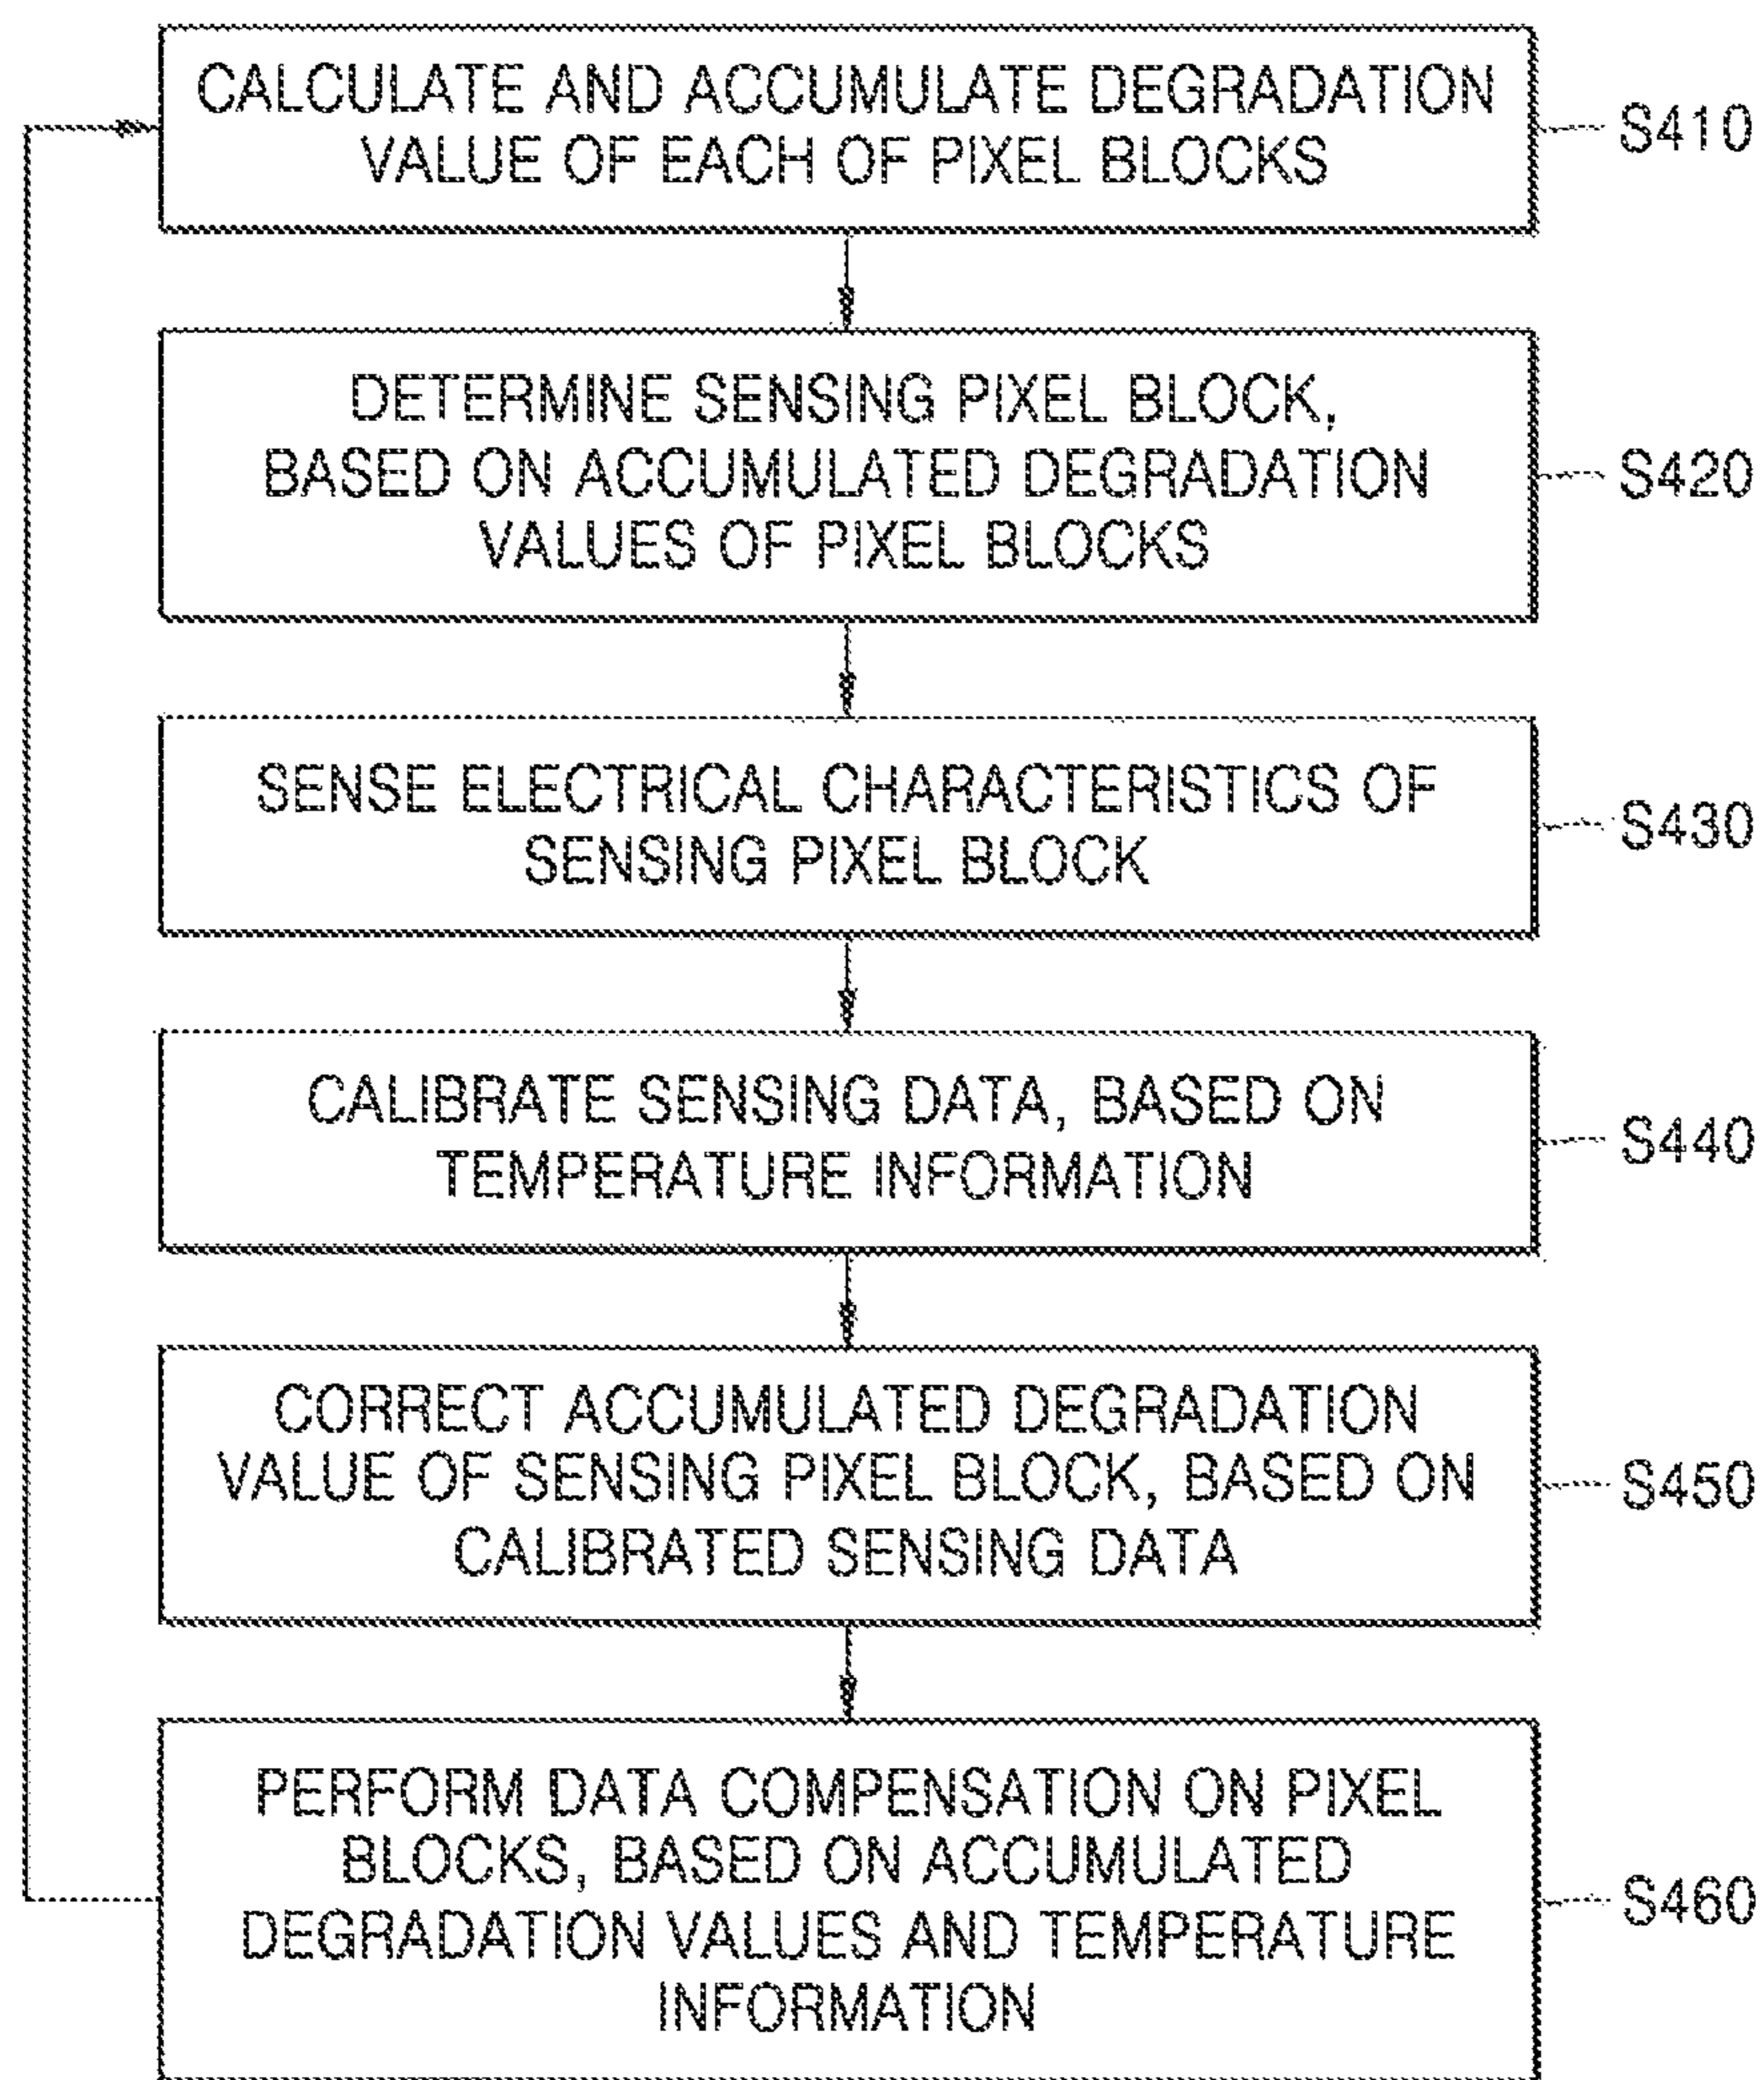 CALCULATE AND ACCUMULATE DEGRADATION
VALUE OF EACH OF PIXEL BLOCKS
S410
DETERMINE SENSING PIXEL BLOCK,
BASED ON ACCUMULATED DEGRADATION
VALUES OF PIXEL BLOCKS
S420
SENSE ELECTRICAL CHARACTERISTICS OF
SENSING PIXEL BLOCK
S430
CALIBRATE SENSING DATA, BASED ON
TEMPERATURE INFORMATION
S440
CORRECT ACCUMULATED DEGRADATION
VALUE OF SENSING PIXEL BLOCK, BASED ON
CALIBRATED SENSING DATA
S450
PERFORM DATA COMPENSATION ON PIXEL
BLOCKS, BASED ON ACCUMULATED
DEGRADATION VALUES AND TEMPERATURE
INFORMATION
S460